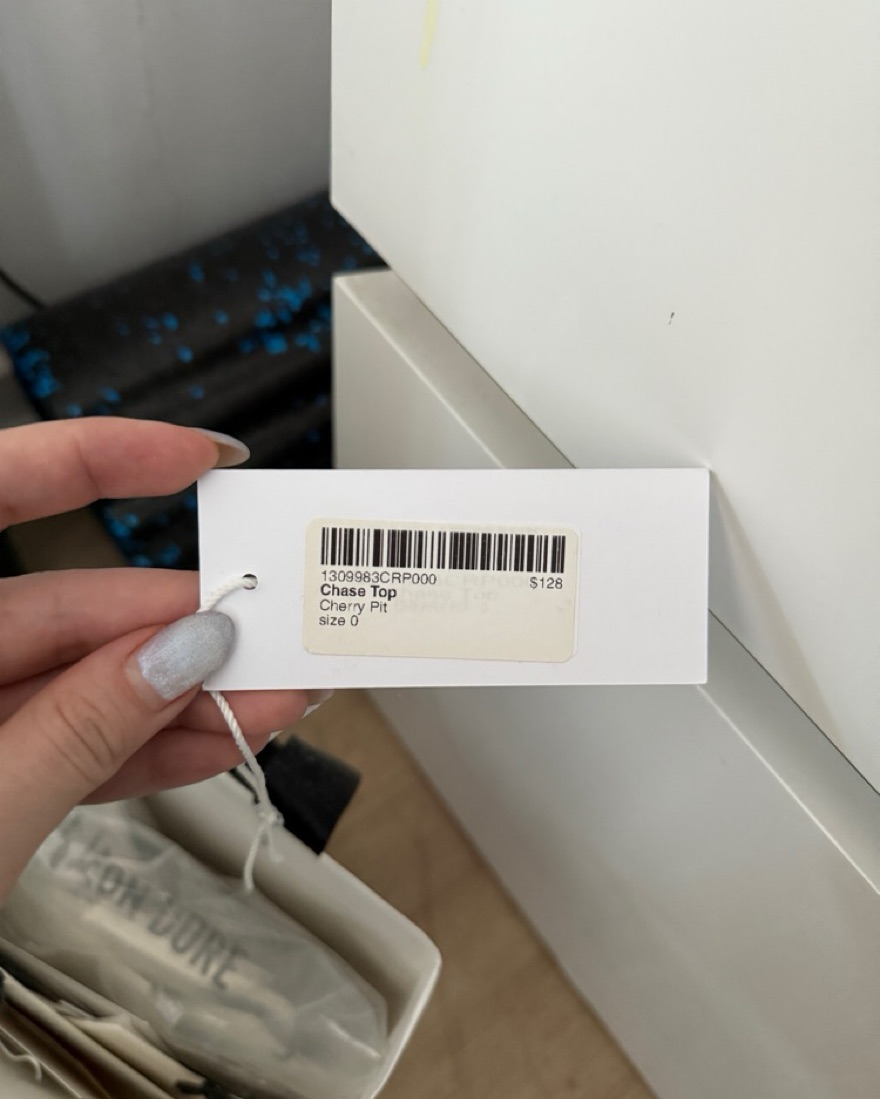 1309983CRP000 $128
Chase Top
Cherry Pit
size 0